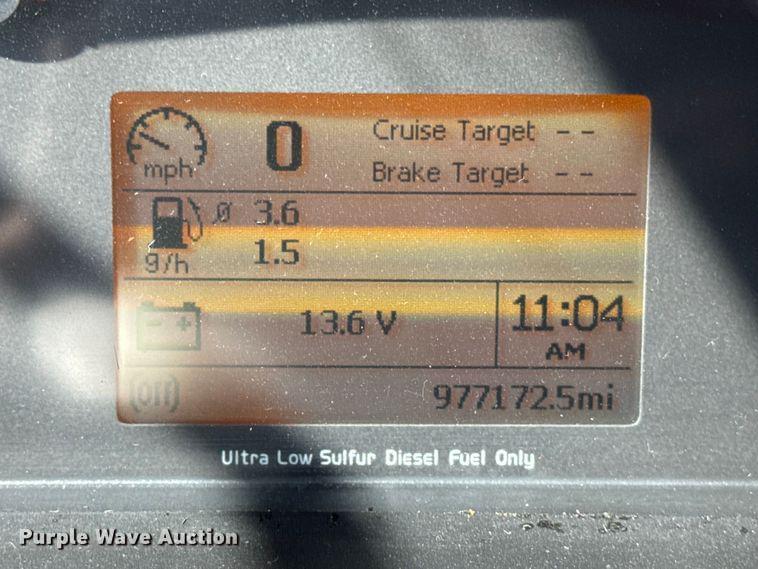 mph 0 Cruise Target --
Brake Target --
Ø 3.6
g/h 1.5
- + 13.6 V 11:04
AM
(Off) 977172.5mi
Ultra Low Sulfur Diesel Fuel Only
Purple Wave Auction